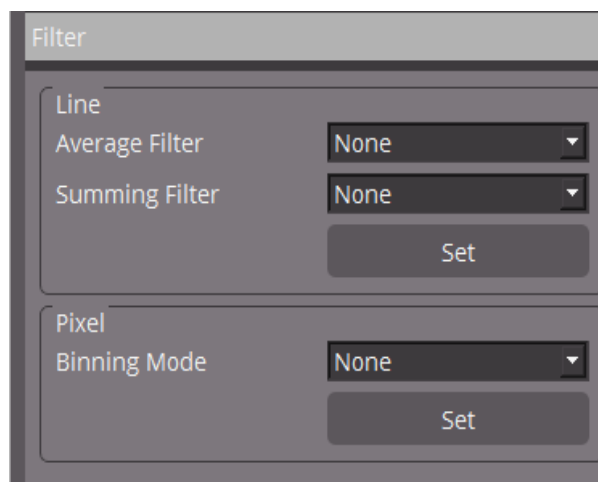 Filter
Line
Average Filter None
Summing Filter None
Set
Pixel
Binning Mode None
Set